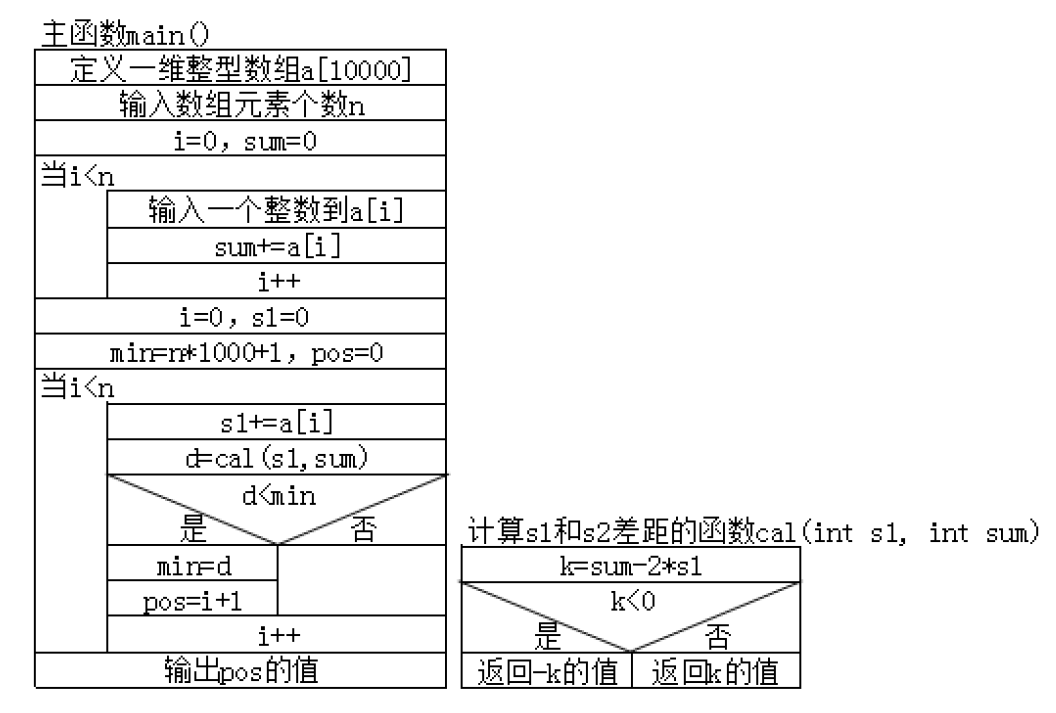 主函数main()
定义一维整型数组a[10000]
输入数组元素个数n
i=0，sum=0
当i<n
输入一个整数到a[i]
sum+=a[i]
i++
i=0，s1=0
min=n*1000+1，pos=0
当i<n
s1+=a[i]
d=cal(s1,sum)
d<min
是 否
min=d
pos=i+1
i++
输出pos的值
计算s1和s2差距的函数cal(int s1, int sum)
k=sum-2*s1
k<0
是 否
返回-k的值 返回k的值